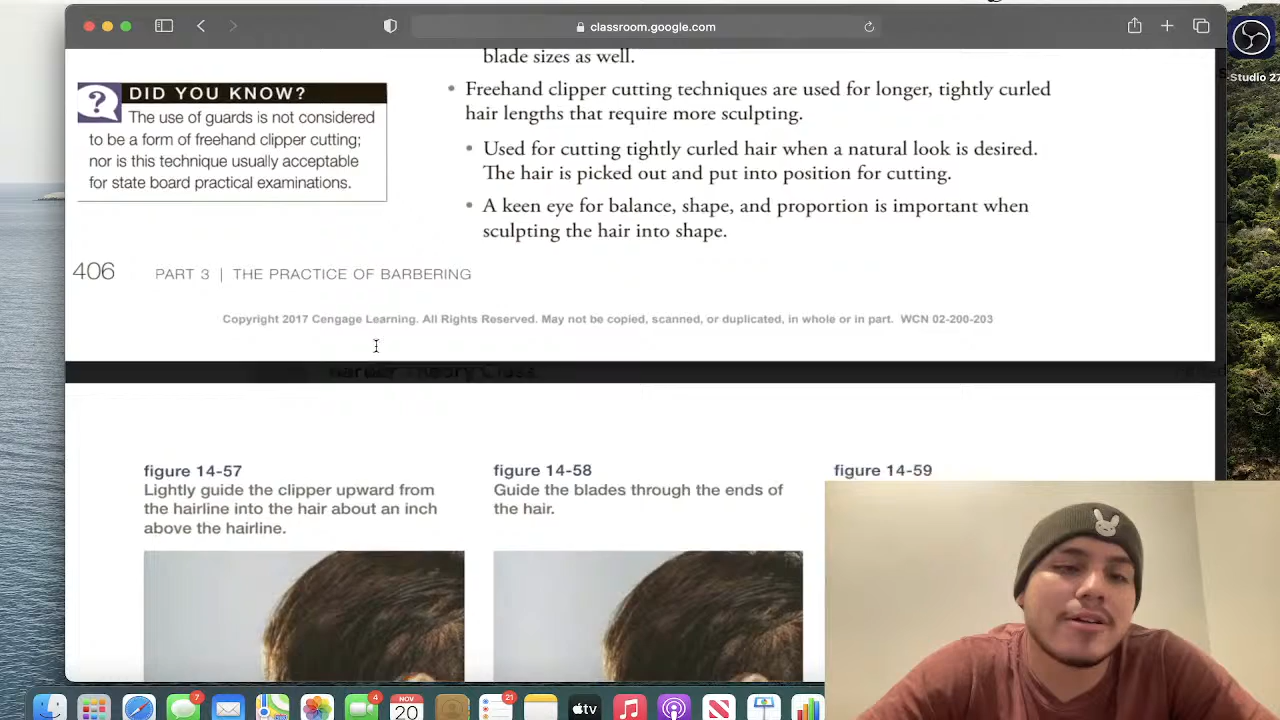 classroom.google.com
Studio 27
blade sizes as well.
DID YOU KNOW?
The use of guards is not considered
to be a form of freehand clipper cutting;
nor is this technique usually acceptable
for state board practical examinations.
• Freehand clipper cutting techniques are used for longer, tightly curled
hair lengths that require more sculpting.
• Used for cutting tightly curled hair when a natural look is desired.
The hair is picked out and put into position for cutting.
• A keen eye for balance, shape, and proportion is important when
sculpting the hair into shape.
406 PART 3 | THE PRACTICE OF BARBERING
Copyright 2017 Cengage Learning. All Rights Reserved. May not be copied, scanned, or duplicated, in whole or in part. WCN 02-200-203
figure 14-57
Lightly guide the clipper upward from
the hairline into the hair about an inch
above the hairline.
figure 14-58
Guide the blades through the ends of
the hair.
figure 14-59
7
4
NOV
20
21
tv